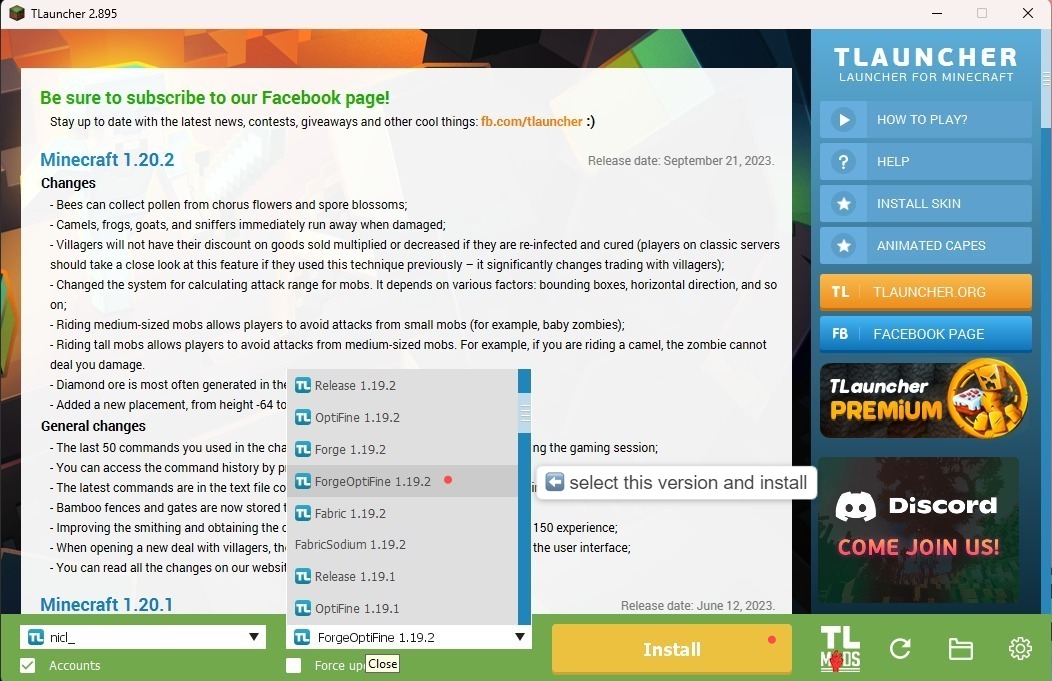 TLauncher 2.895
Be sure to subscribe to our Facebook page!
Stay up to date with the latest news, contests, giveaways and other cool things: fb.com/tlauncher :)
Minecraft 1.20.2
Release date: September 21, 2023.
Changes
- Bees can collect pollen from chorus flowers and spore blossoms;
- Camels, frogs, goats, and sniffers immediately run away when damaged;
- Villagers will not have their discount on goods sold multiplied or decreased if they are re-infected and cured (players on classic servers
should take a close look at this feature if they used this technique previously – it significantly changes trading with villagers);
- Changed the system for calculating attack range for mobs. It depends on various factors: bounding boxes, horizontal direction, and so
on;
- Riding medium-sized mobs allows players to avoid attacks from small mobs (for example, baby zombies);
- Riding tall mobs allows players to avoid attacks from medium-sized mobs. For example, if you are riding a camel, the zombie cannot
deal you damage.
- Diamond ore is most often generated in the
- Added a new placement, from height -64 to
General changes
- The last 50 commands you used in the cha
ng the gaming session;
- You can access the command history by p
- The latest commands are in the text file co
- Bamboo fences and gates are now stored
- Improving the smithing and obtaining the
150 experience;
- When opening a new deal with villagers, the
the user interface;
- You can read all the changes on our websit
Minecraft 1.20.1
Release date: June 12, 2023.
TL Release 1.19.2
TL OptiFine 1.19.2
TL Forge 1.19.2
TL ForgeOptiFine 1.19.2
TL Fabric 1.19.2
FabricSodium 1.19.2
TL Release 1.19.1
TL OptiFine 1.19.1
select this version and install
TLAUNCHER
LAUNCHER FOR MINECRAFT
HOW TO PLAY?
? HELP
INSTALL SKIN
ANIMATED CAPES
TL TLAUNCHER.ORG
FB FACEBOOK PAGE
TLauncher
PREMIUM
Discord
COME JOIN US!
TL nicl_
TL ForgeOptiFine 1.19.2
Install
TL
MODS
Accounts
Force up
Close